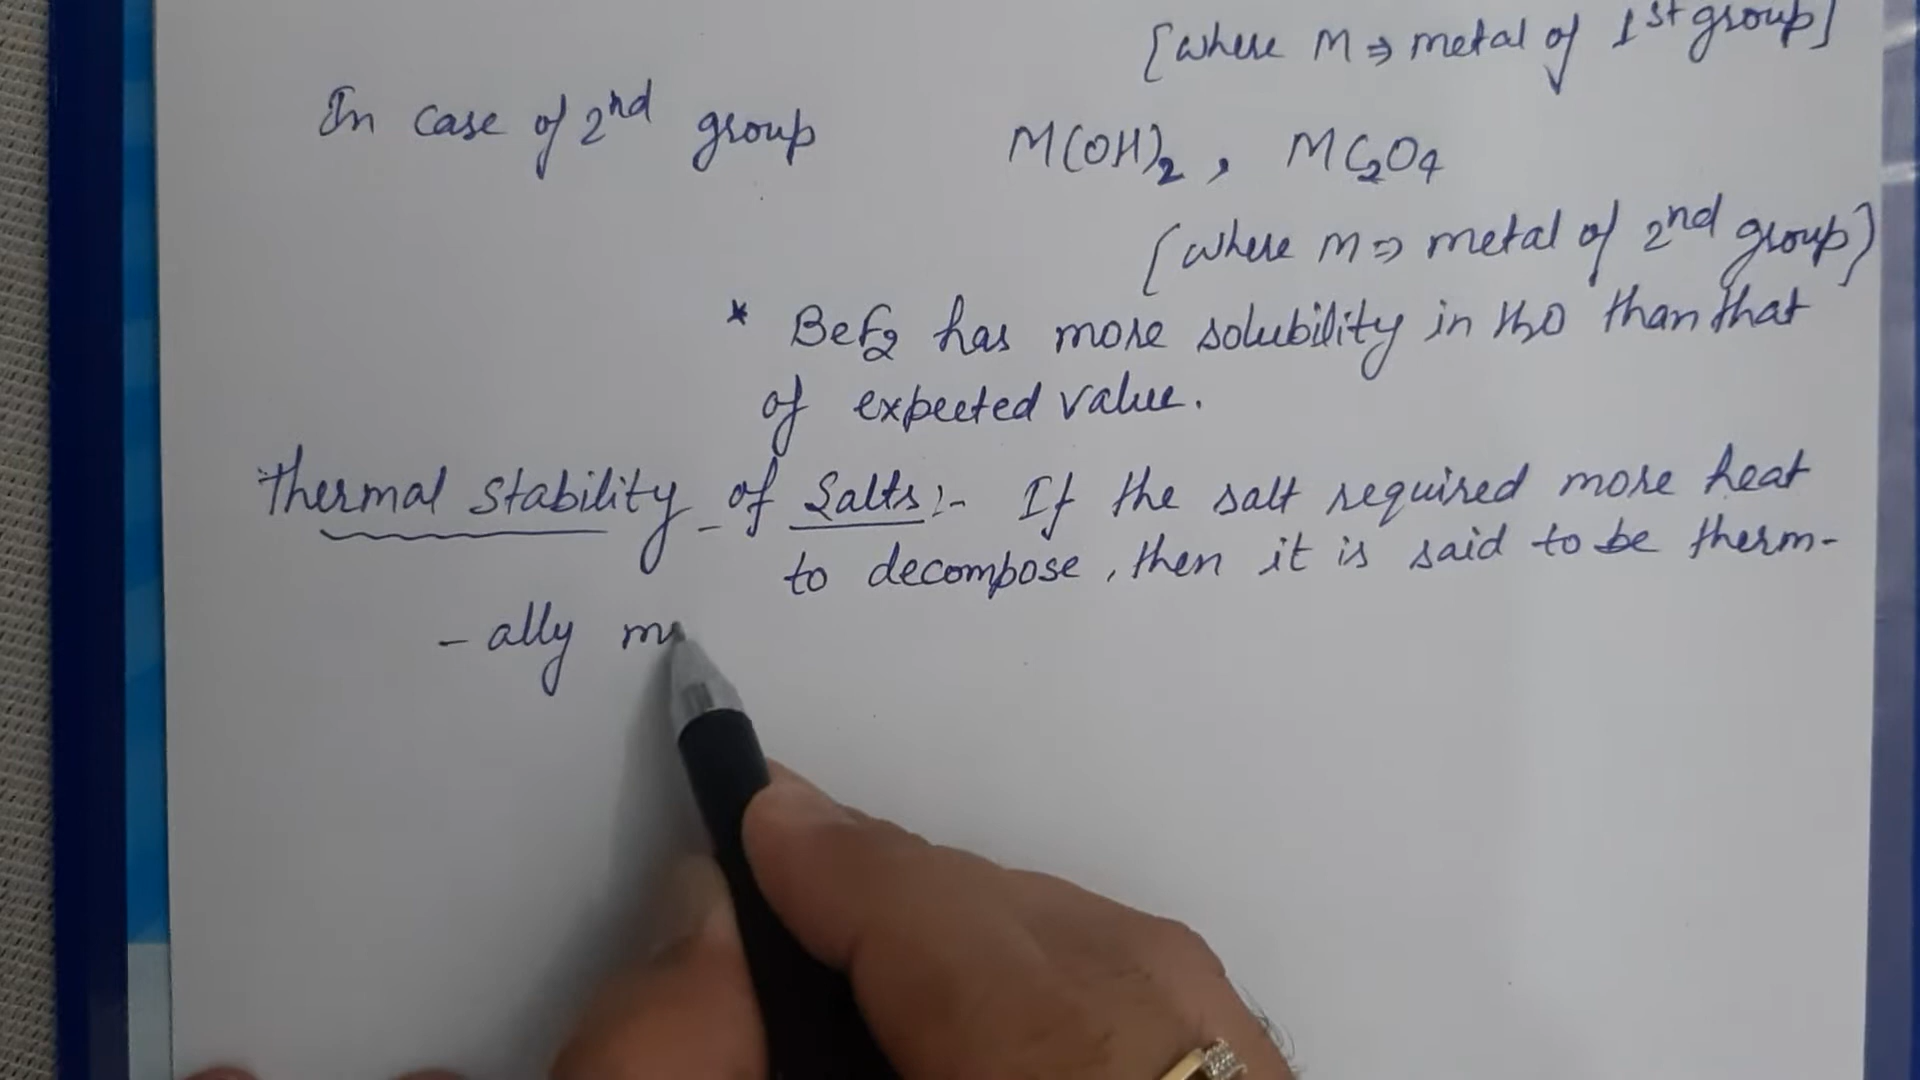 [where M ⇒ metal of 1st group]
In case of 2nd group M(OH)2, MC2O4
[where M ⇒ metal of 2nd group]
* BeF2 has more solubility in H2O than that
of expected value.
Thermal stability of Salts:- If the salt required more heat
to decompose, then it is said to be therm-
- ally